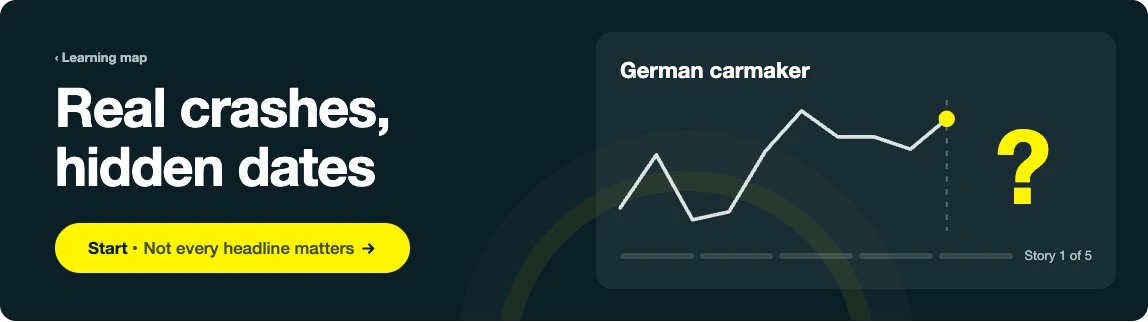 ‹ Learning map
Real crashes,
hidden dates
Start • Not every headline matters →
German carmaker
?
Story 1 of 5